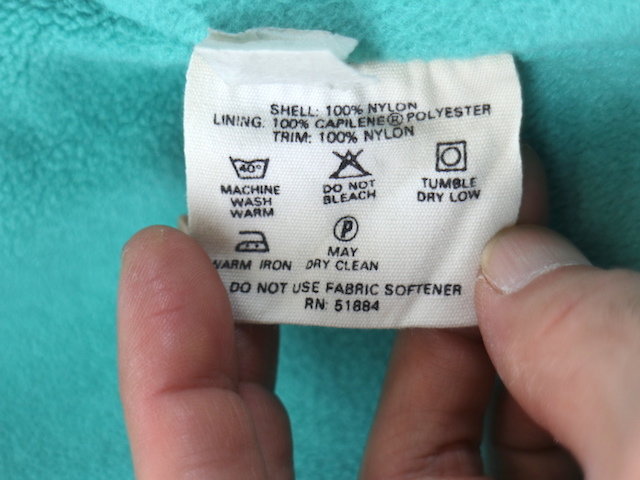 SHELL: 100% NYLON
LINING: 100% CAPILENE® POLYESTER
TRIM: 100% NYLON
40°
MACHINE WASH WARM
DO NOT BLEACH
TUMBLE DRY LOW
P
WARM IRON
MAY DRY CLEAN
DO NOT USE FABRIC SOFTENER
RN: 51884